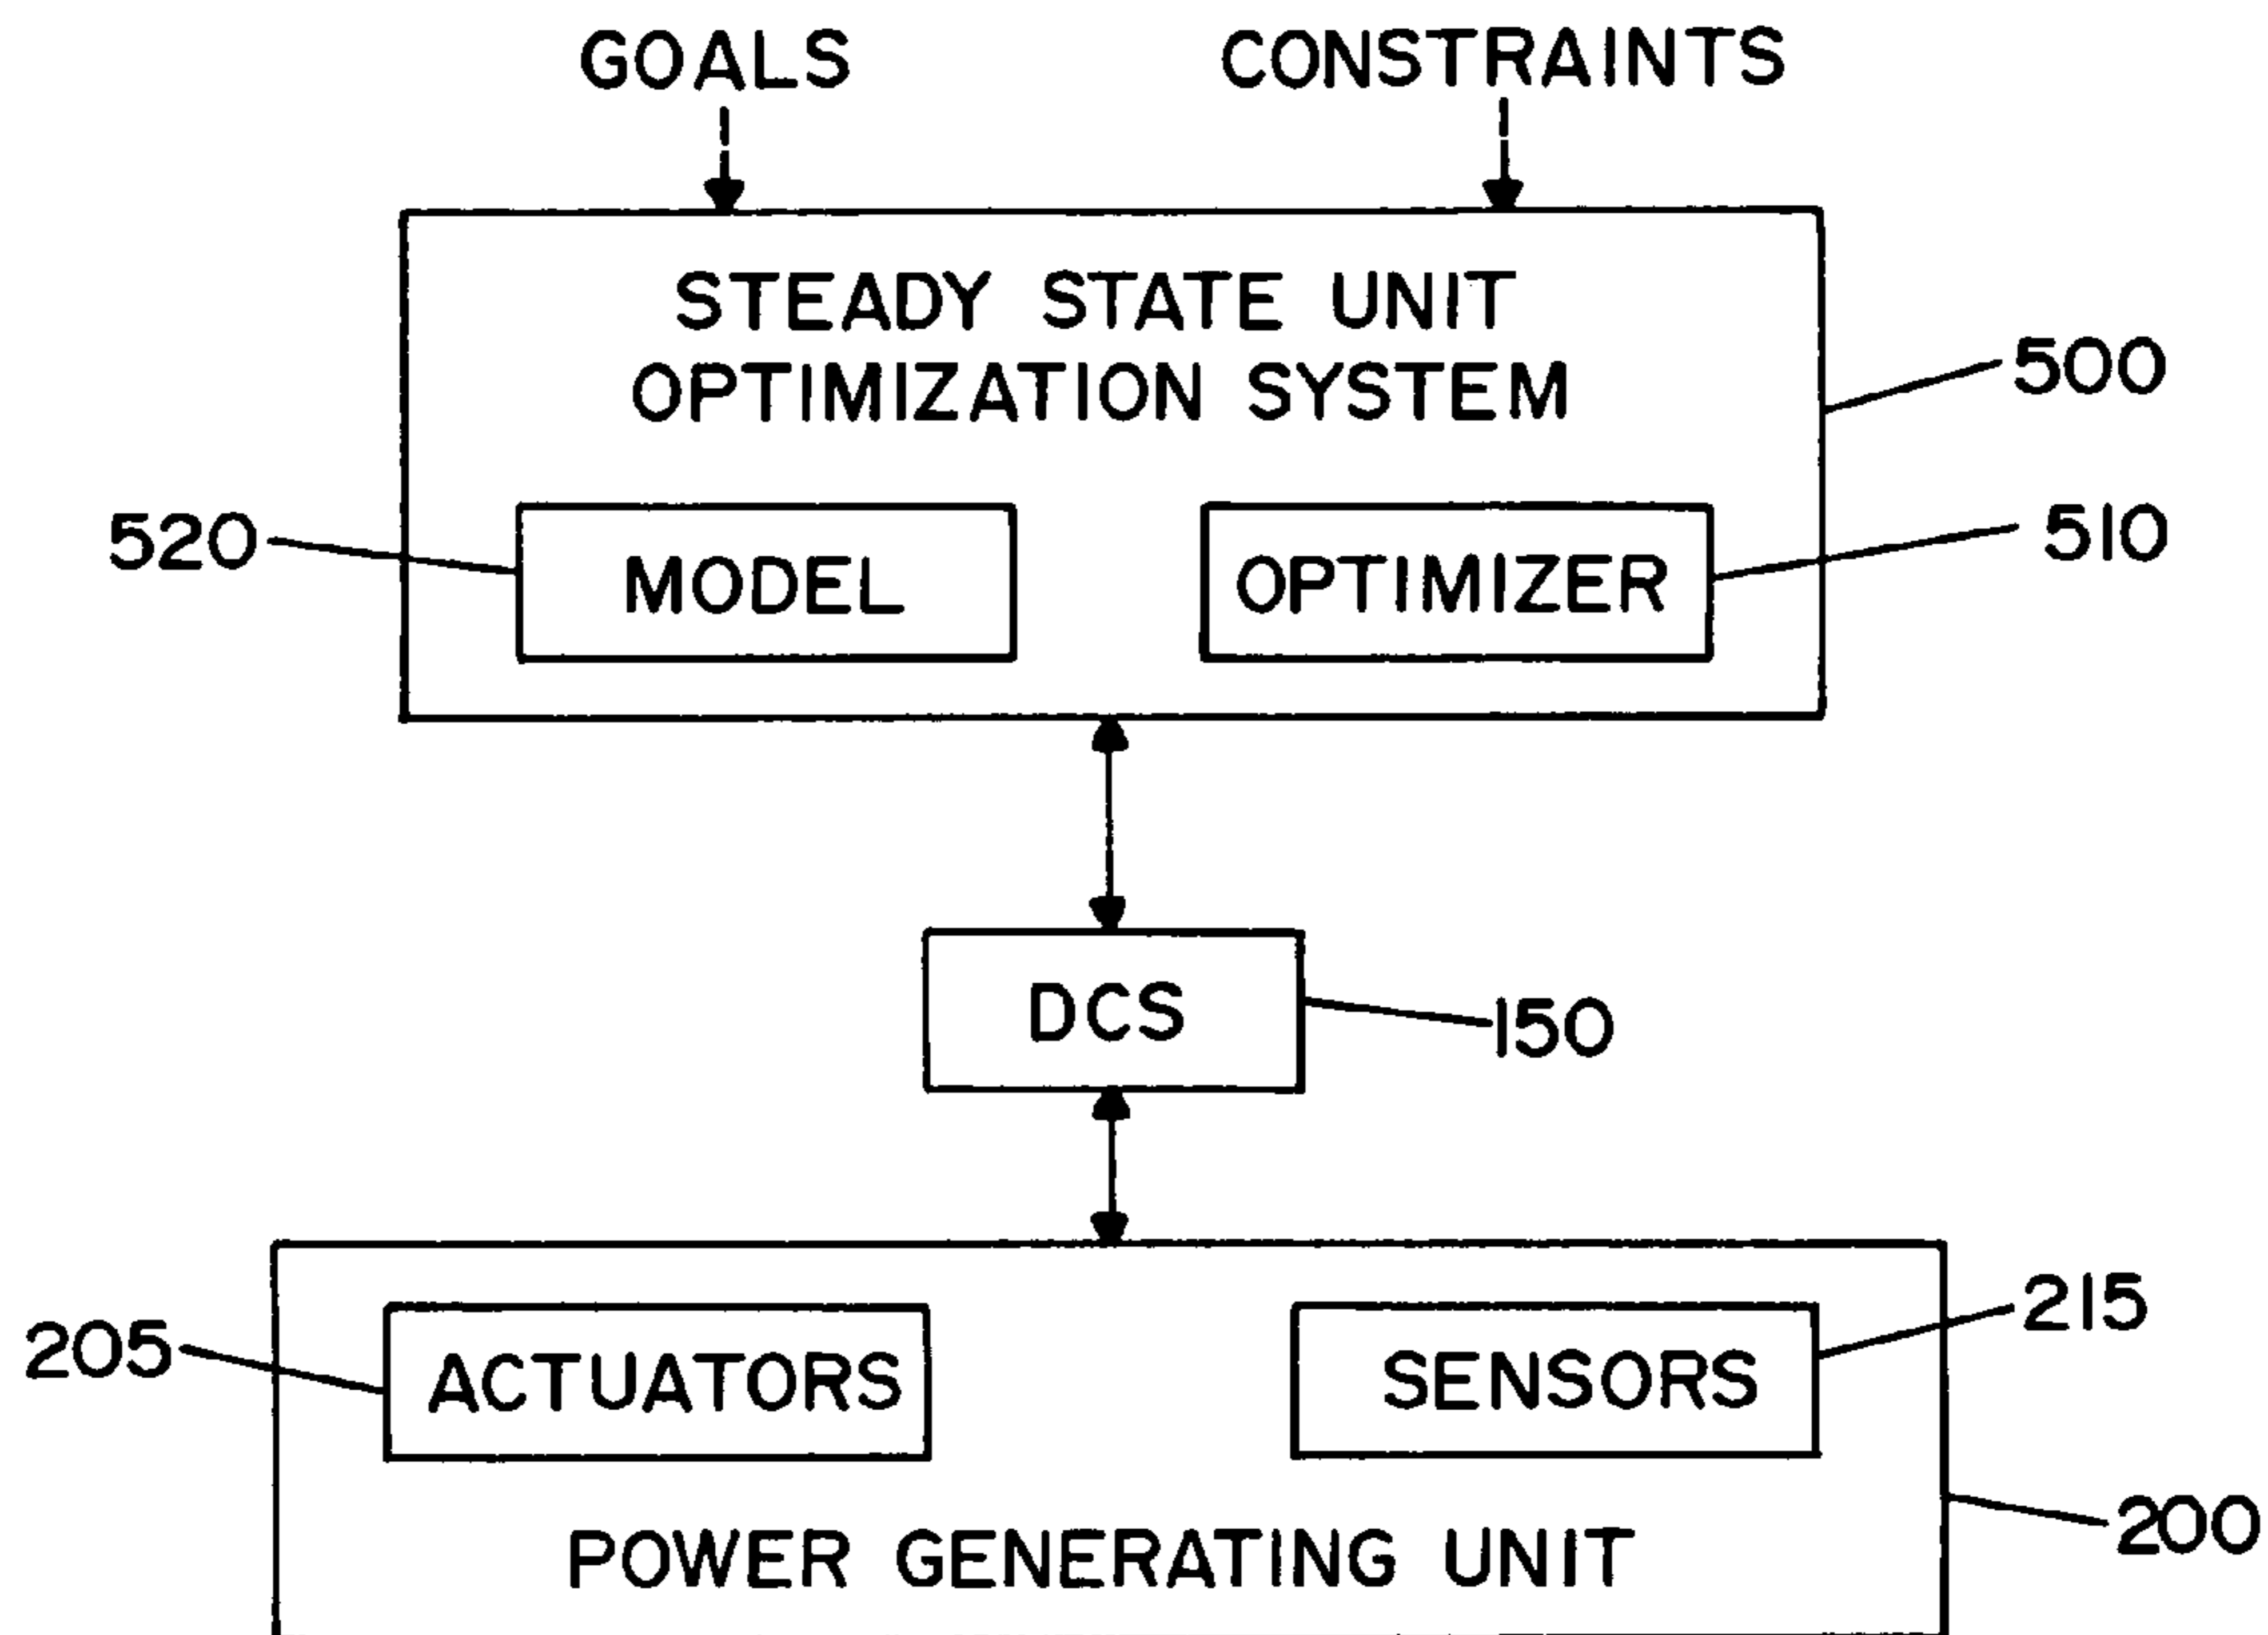 GOALS
CONSTRAINTS
STEADY STATE UNIT
OPTIMIZATION SYSTEM
500
520
MODEL
OPTIMIZER
510
DCS
150
205
ACTUATORS
SENSORS
215
POWER GENERATING UNIT
200